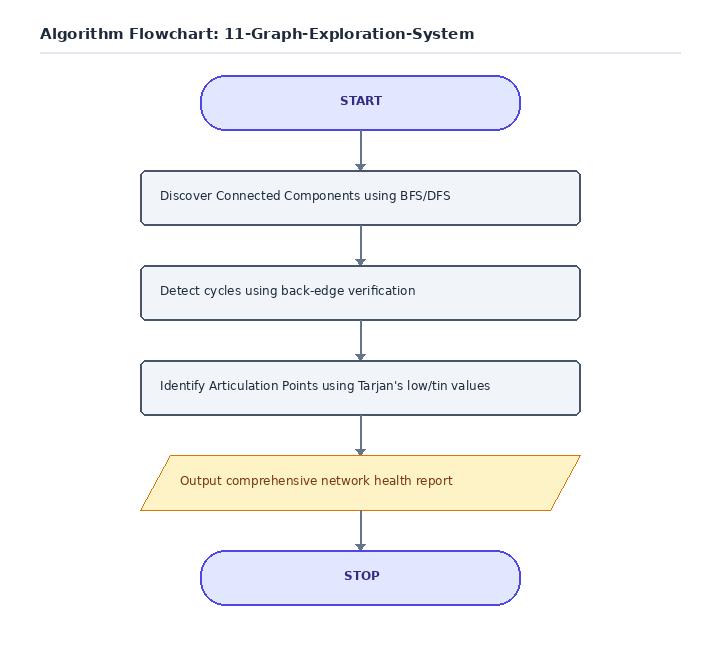 Algorithm Flowchart: 11-Graph-Exploration-System
START
Discover Connected Components using BFS/DFS
Detect cycles using back-edge verification
Identify Articulation Points using Tarjan's low/tin values
Output comprehensive network health report
STOP